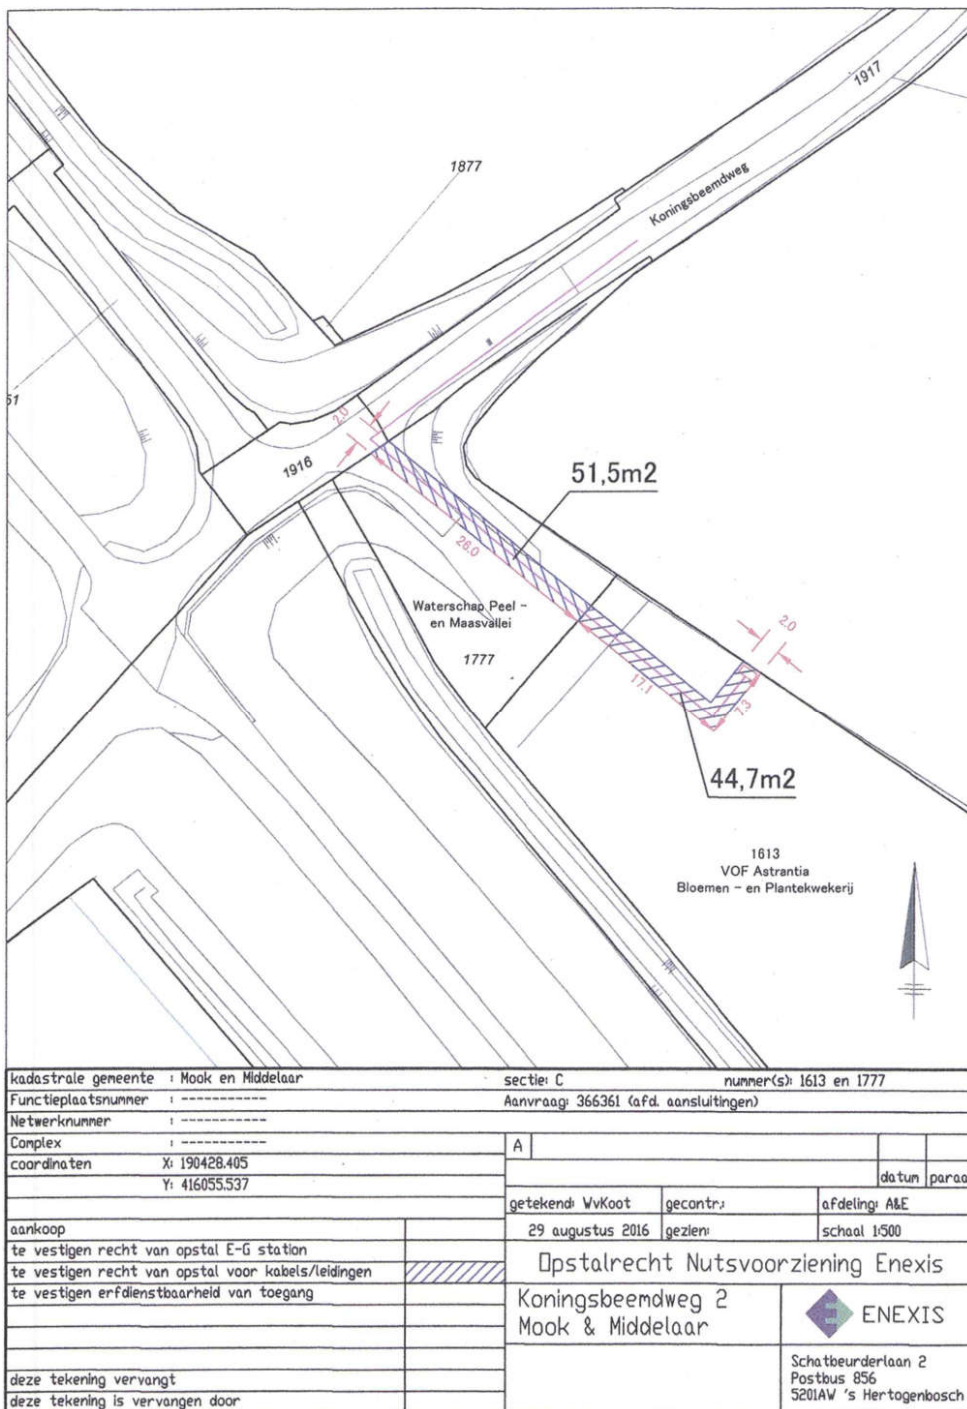 1917
1877
Koningsbeemdweg
51
2.0
1916
51,5m2
26.0
Waterschap Peel -
en Maasvallei
1777
2.0
17.1
7.3
44,7m2
1613
VOF Astrantia
Bloemen - en Plantekwekerij
kadastrale gemeente : Mook en Middelaar
sectie: C nummer(s): 1613 en 1777
Functieplaatsnummer : -----------
Aanvraag: 366361 (afd. aansluitingen)
Netwerknummer : -----------
Complex : -----------
A
coordinaten X: 190428.405
datum paraa
Y: 416055.537
getekend: WvKoot gecontr.: afdeling: A&E
aankoop
29 augustus 2016 gezien: schaal 1:500
te vestigen recht van opstal E-G station
te vestigen recht van opstal voor kabels/leidingen
te vestigen erfdienstbaarheid van toegang
Opstalrecht Nutsvoorziening Enexis
Koningsbeemdweg 2
Mook & Middelaar
ENEXIS
deze tekening vervangt
deze tekening is vervangen door
Schatbeurderlaan 2
Postbus 856
5201AW 's Hertogenbosch